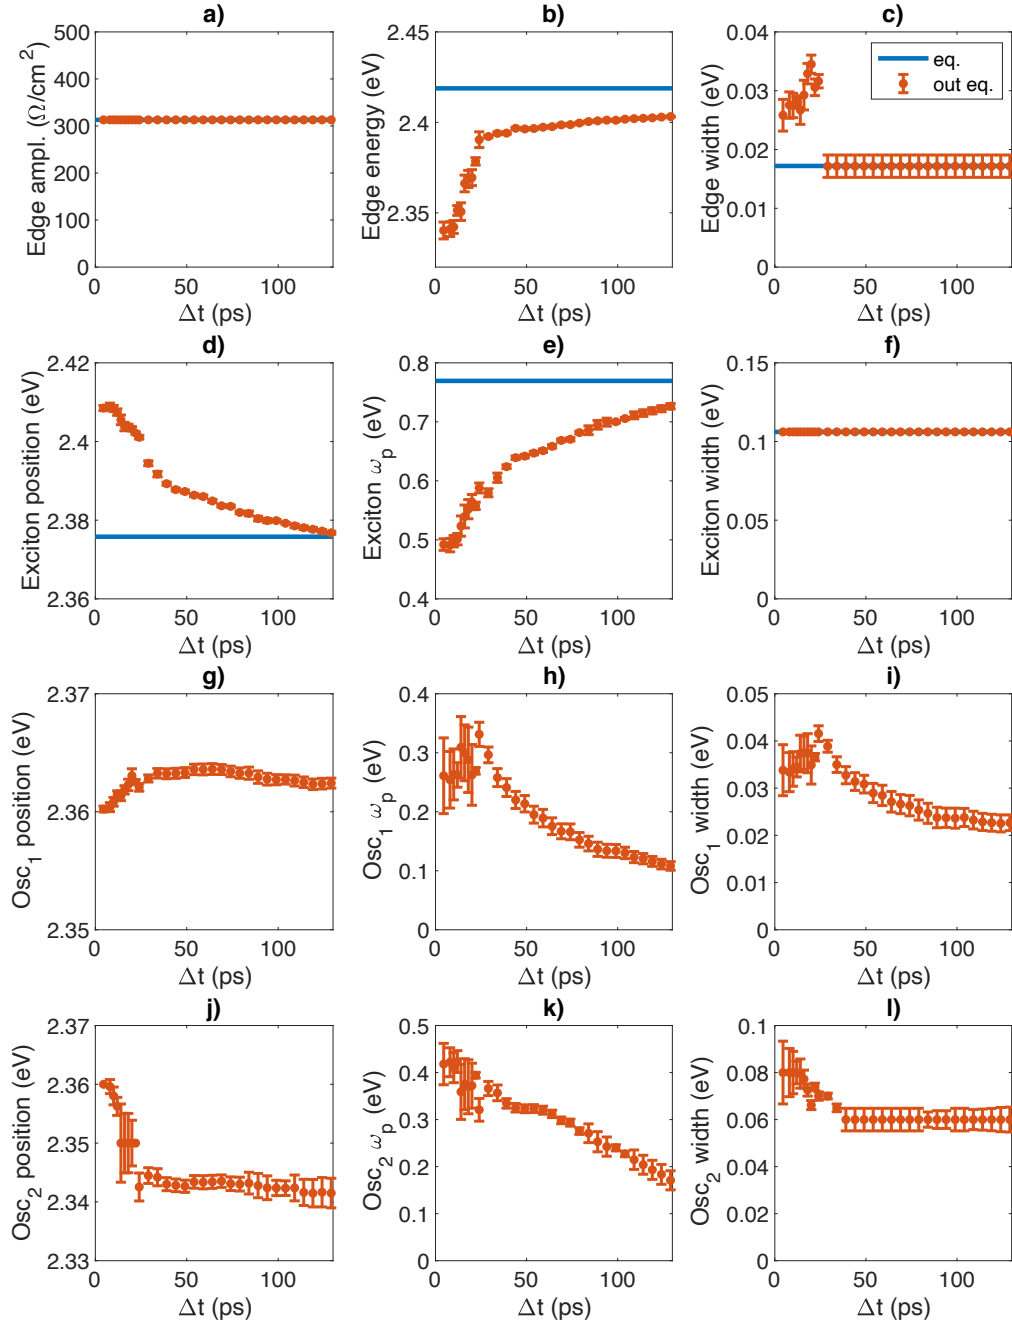 a)
Edge ampl. (Ω/cm²)
500
400
300
200
100
0
0
50
100
Δt (ps)
b)
Edge energy (eV)
2.45
2.4
2.35
0
50
100
Δt (ps)
c)
Edge width (eV)
0.04
0.03
0.02
0.01
0
eq.
out eq.
0
50
100
Δt (ps)
d)
Exciton position (eV)
2.42
2.4
2.38
2.36
0
50
100
Δt (ps)
e)
Exciton ω_p (eV)
0.8
0.7
0.6
0.5
0.4
0
50
100
Δt (ps)
f)
Exciton width (eV)
0.15
0.1
0.05
0
0
50
100
Δt (ps)
g)
Osc₁ position (eV)
2.37
2.36
2.35
0
50
100
Δt (ps)
h)
Osc₁ ω_p (eV)
0.4
0.3
0.2
0.1
0
0
50
100
Δt (ps)
i)
Osc₁ width (eV)
0.05
0.04
0.03
0.02
0.01
0
0
50
100
Δt (ps)
j)
Osc₂ position (eV)
2.37
2.36
2.35
2.34
2.33
0
50
100
Δt (ps)
k)
Osc₂ ω_p (eV)
0.5
0.4
0.3
0.2
0.1
0
0
50
100
Δt (ps)
l)
Osc₂ width (eV)
0.1
0.08
0.06
0.04
0.02
0
0
50
100
Δt (ps)